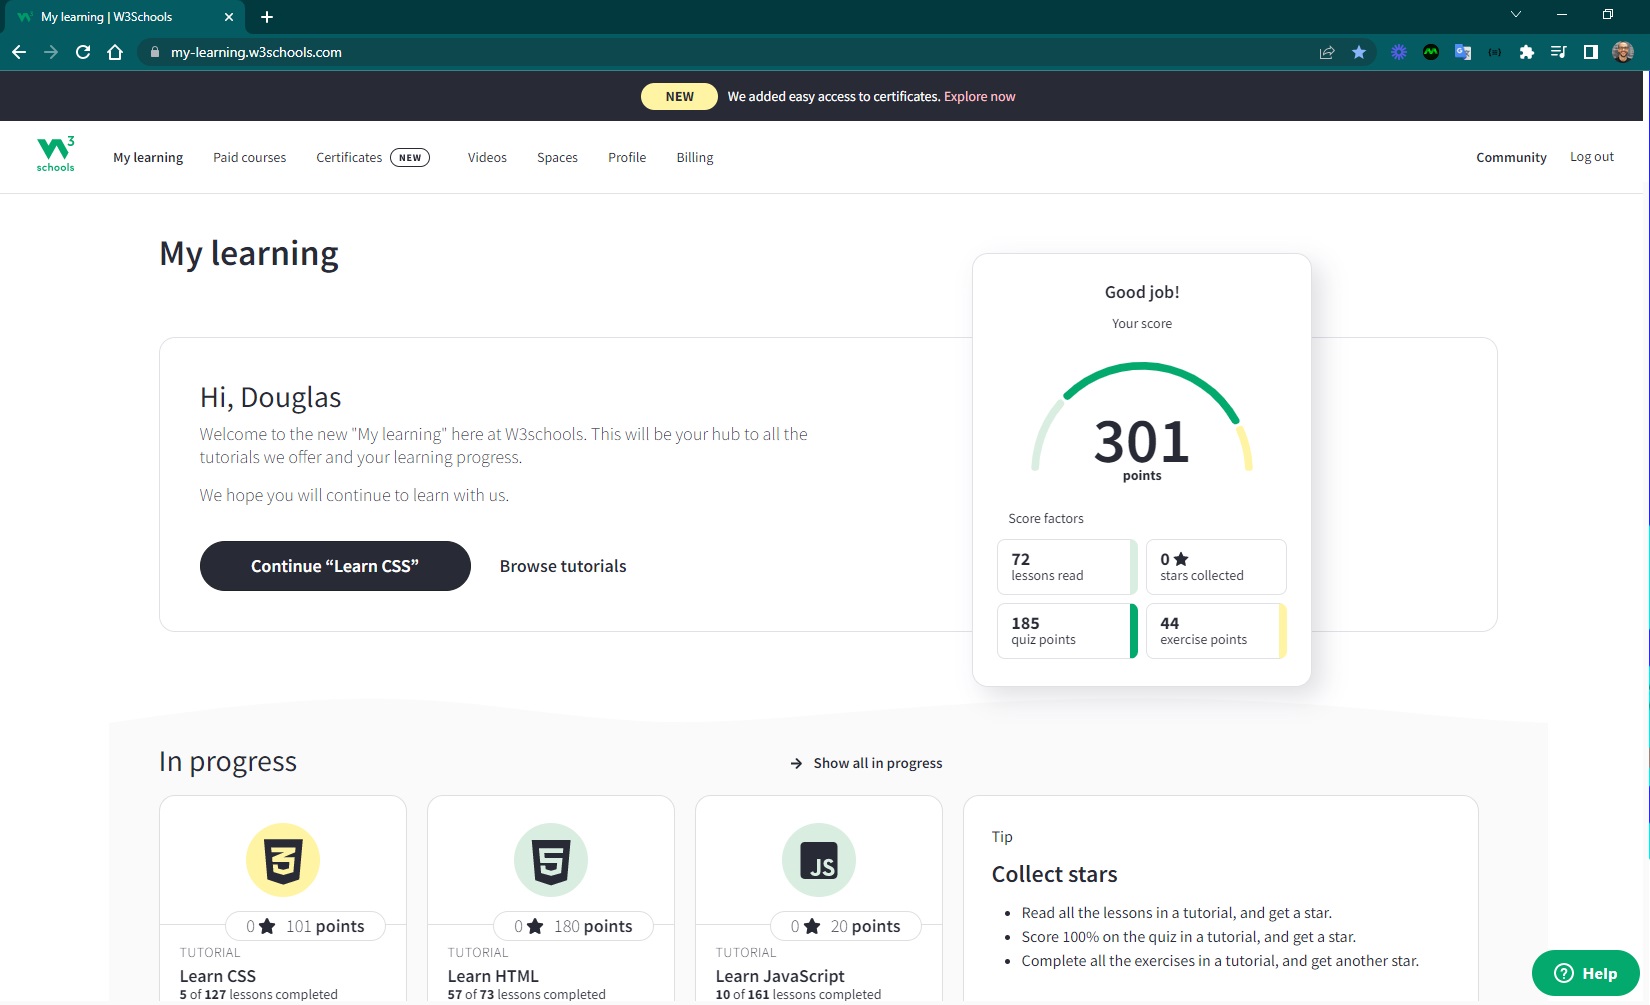 My learning | W3Schools
my-learning.w3schools.com
NEW We added easy access to certificates. Explore now
W3 schools
My learning Paid courses Certificates NEW Videos Spaces Profile Billing Community Log out
My learning
Hi, Douglas
Welcome to the new "My learning" here at W3schools. This will be your hub to all the
tutorials we offer and your learning progress.
We hope you will continue to learn with us.
Continue “Learn CSS” Browse tutorials
Good job!
Your score
301
points
Score factors
72
lessons read
0
stars collected
185
quiz points
44
exercise points
In progress
Show all in progress
3
0 101 points
TUTORIAL
Learn CSS
5 of 127 lessons completed
5
0 180 points
TUTORIAL
Learn HTML
57 of 73 lessons completed
JS
0 20 points
TUTORIAL
Learn JavaScript
10 of 161 lessons completed
Tip
Collect stars
• Read all the lessons in a tutorial, and get a star.
• Score 100% on the quiz in a tutorial, and get a star.
• Complete all the exercises in a tutorial, and get another star.
? Help